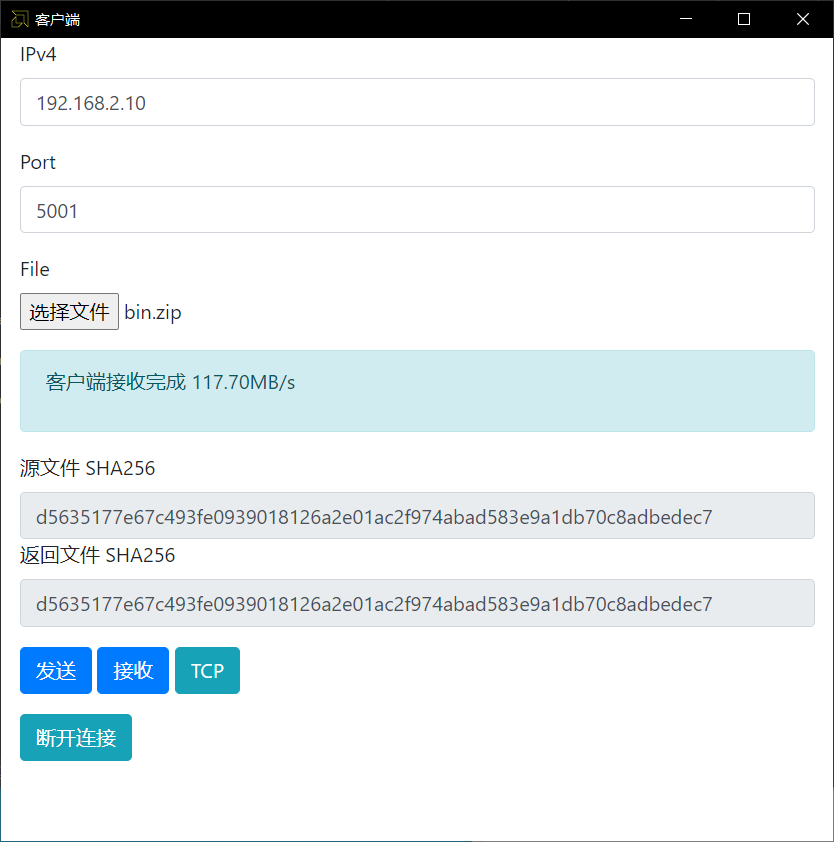 客户端
IPv4
192.168.2.10
Port
5001
File
选择文件 bin.zip
客户端接收完成 117.70MB/s
源文件 SHA256
d5635177e67c493fe0939018126a2e01ac2f974abad583e9a1db70c8adbedec7
返回文件 SHA256
d5635177e67c493fe0939018126a2e01ac2f974abad583e9a1db70c8adbedec7
发送 接收 TCP
断开连接